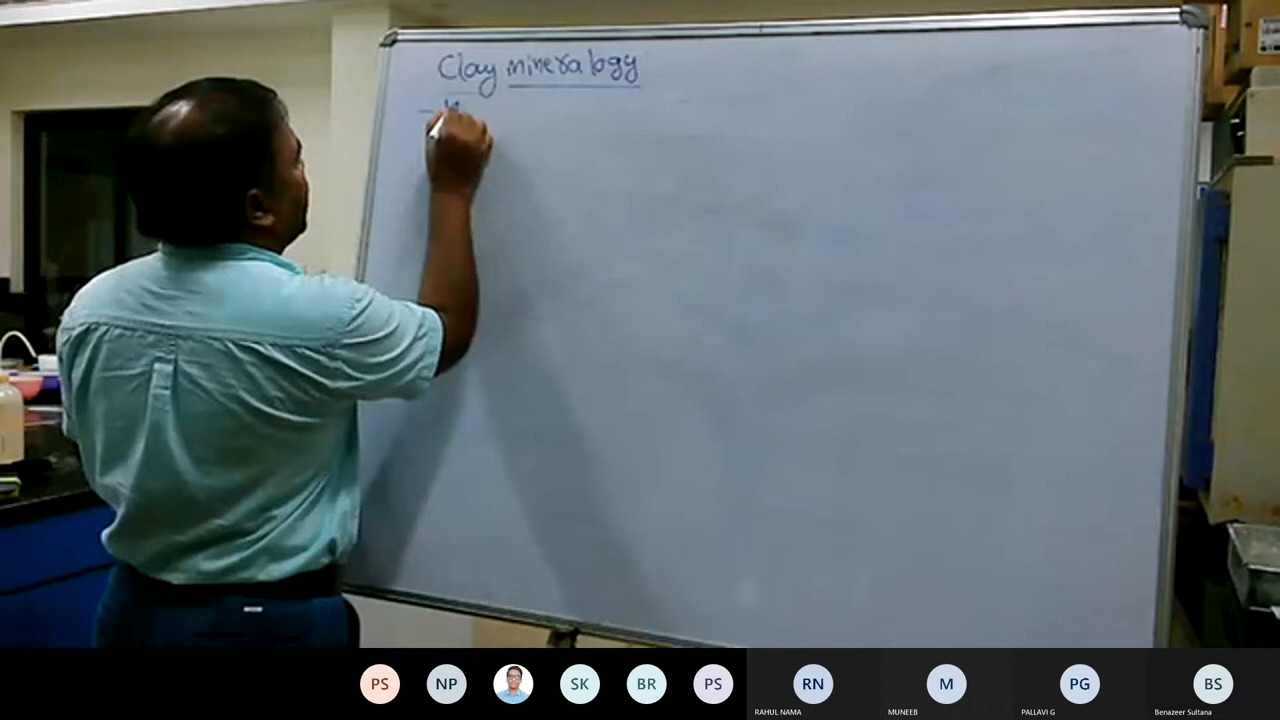 Clay mineralogy
PS NP SK BR PS RN M PG BS
RAHUL NAMA MUNEEB PALLAVI G Benazeer Sultana